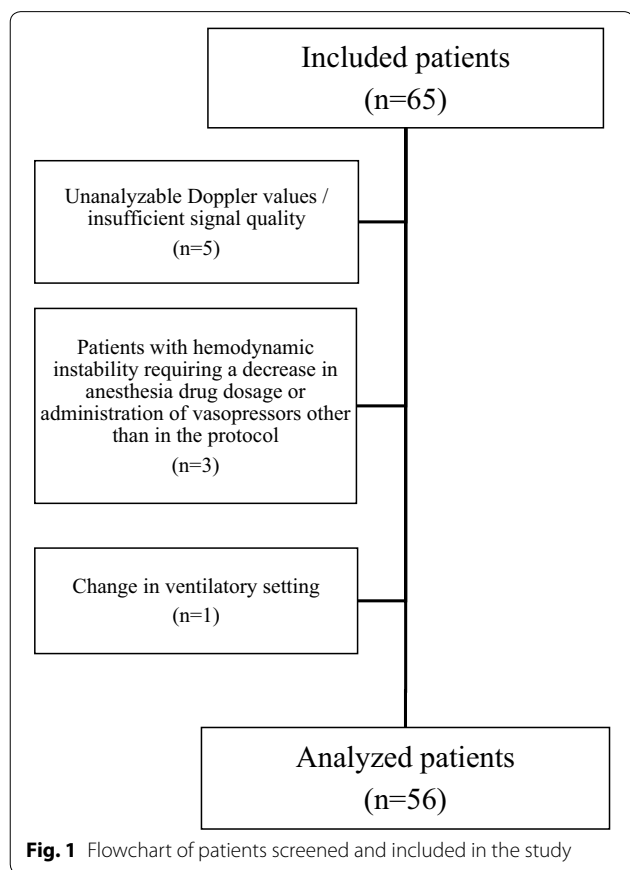 Included patients
(n=65)
Unanalyzable Doppler values /
insufficient signal quality
(n=5)
Patients with hemodynamic
instability requiring a decrease in
anesthesia drug dosage or
administration of vasopressors other
than in the protocol
(n=3)
Change in ventilatory setting
(n=1)
Analyzed patients
(n=56)
Fig. 1 Flowchart of patients screened and included in the study